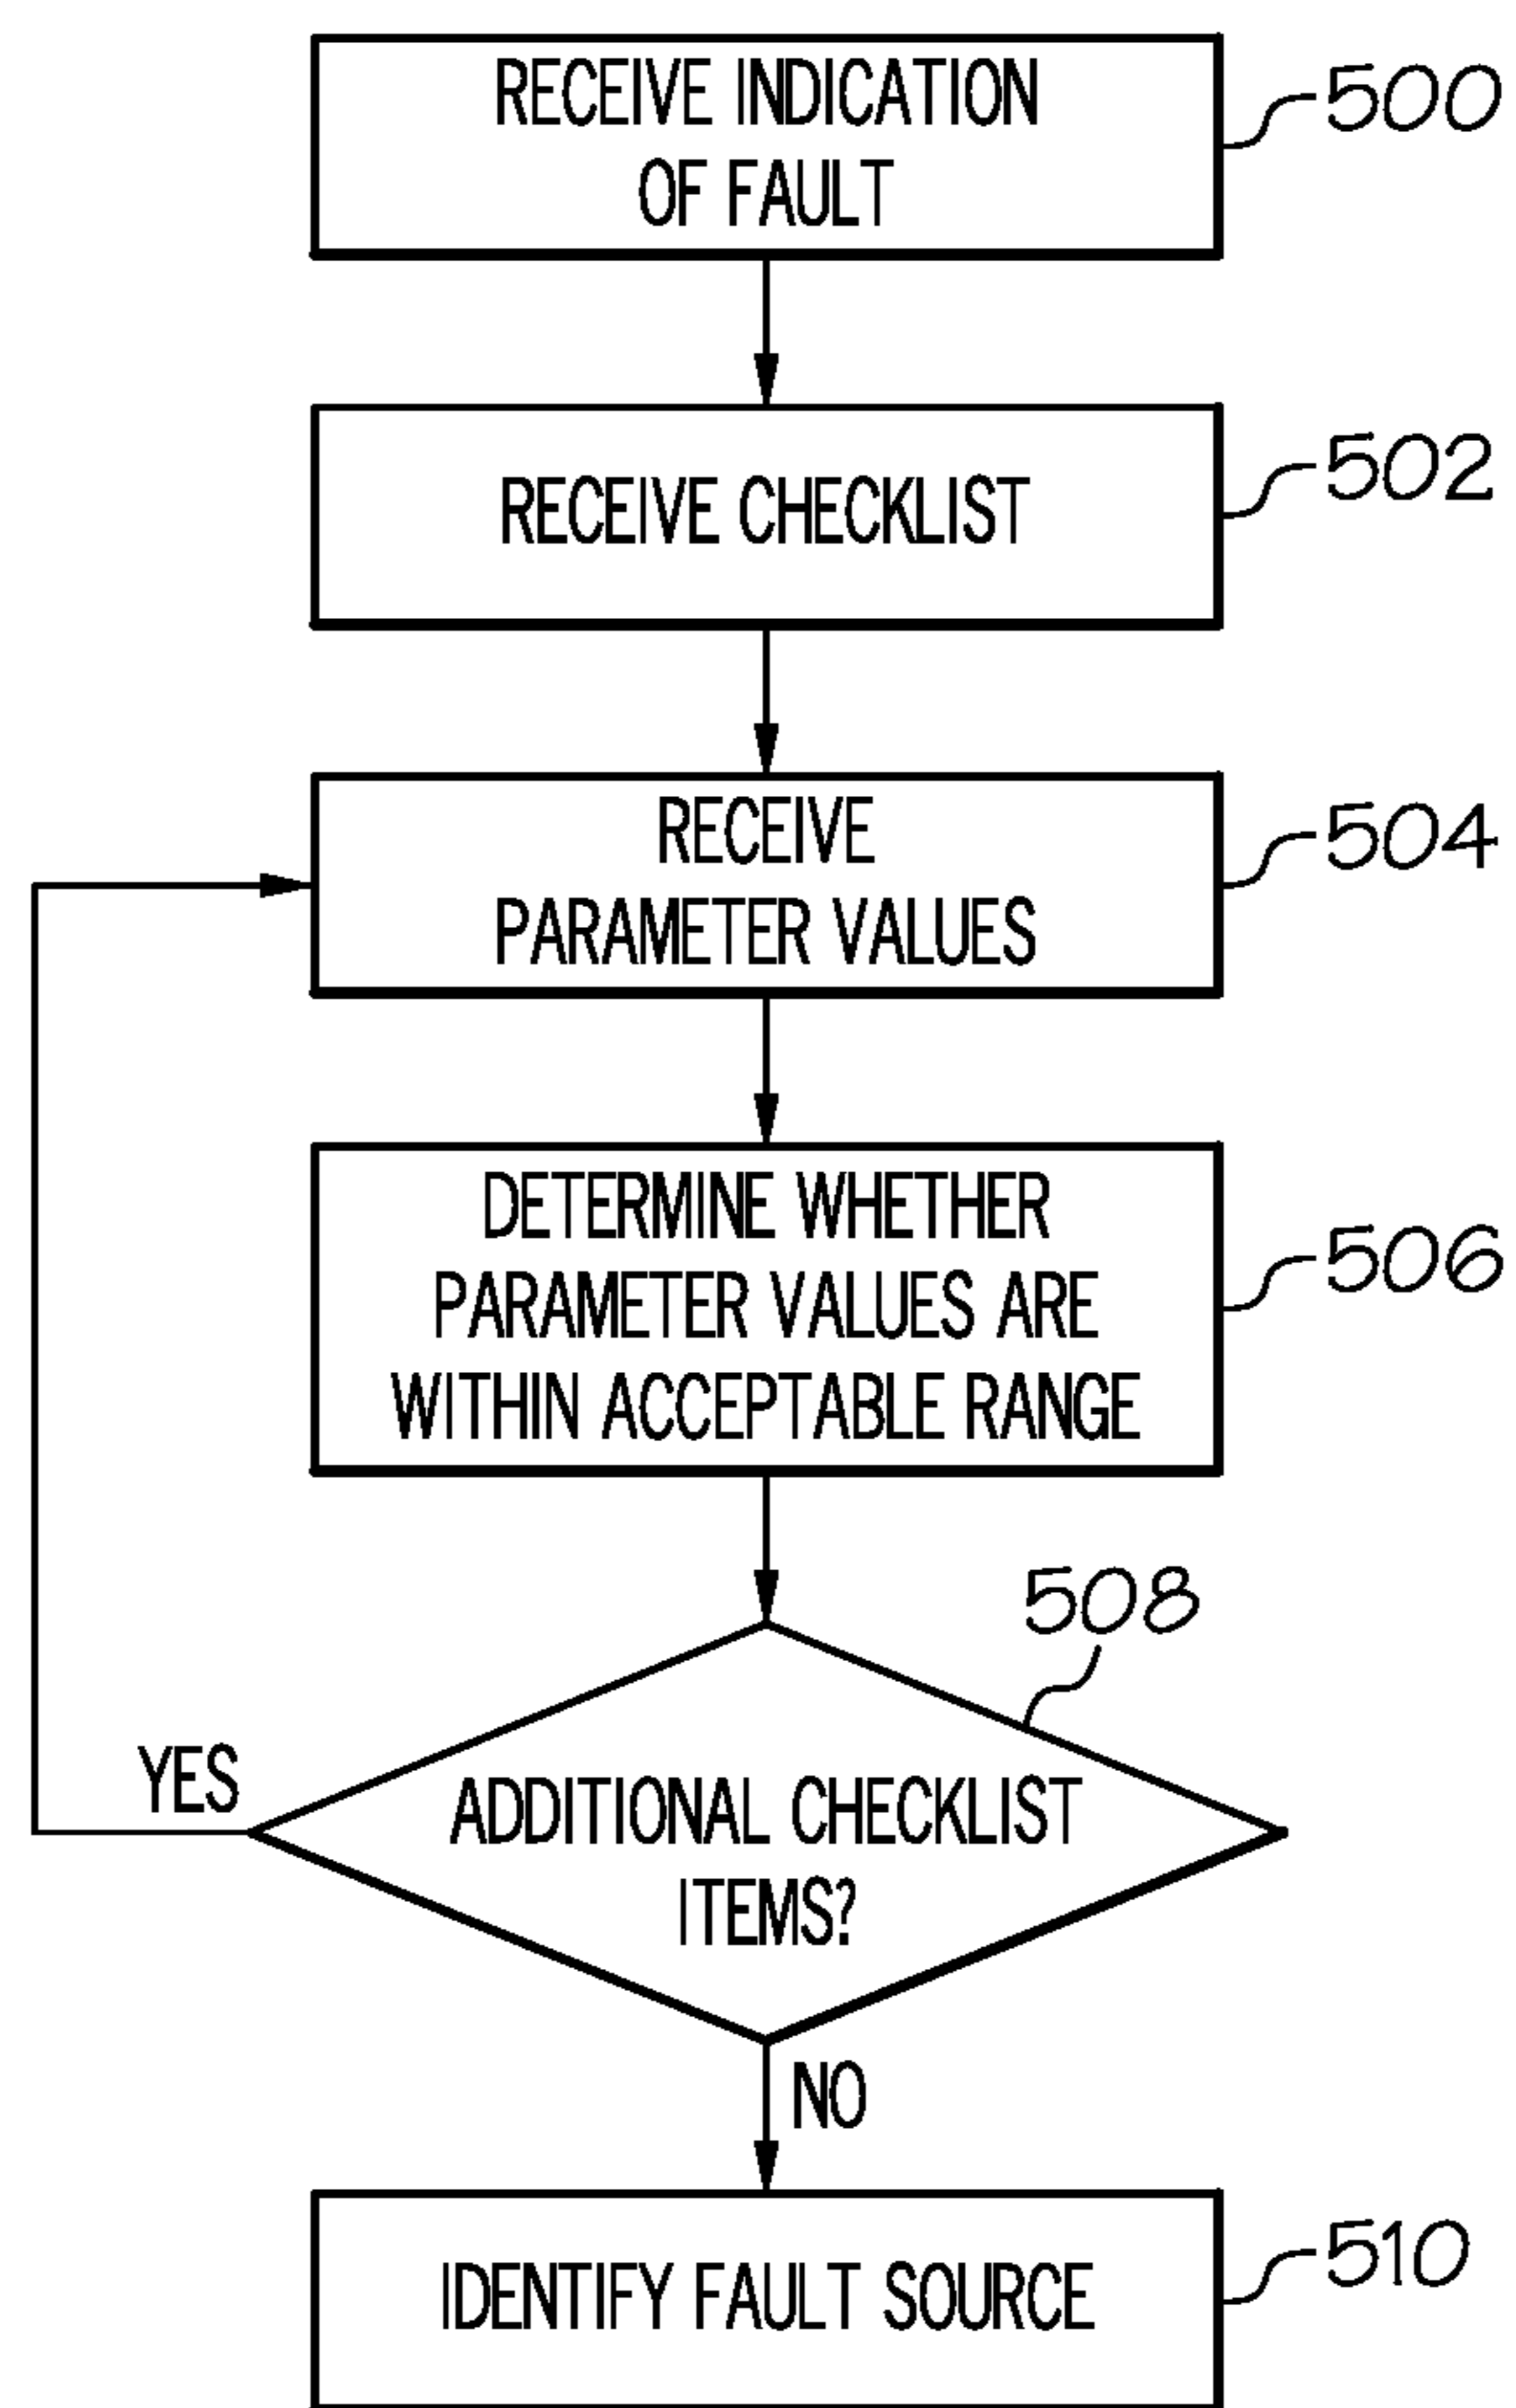 RECEIVE INDICATION
OF FAULT
500
RECEIVE CHECKLIST
502
RECEIVE
PARAMETER VALUES
504
DETERMINE WHETHER
PARAMETER VALUES ARE
WITHIN ACCEPTABLE RANGE
506
508
YES
ADDITIONAL CHECKLIST
ITEMS?
NO
IDENTIFY FAULT SOURCE
510